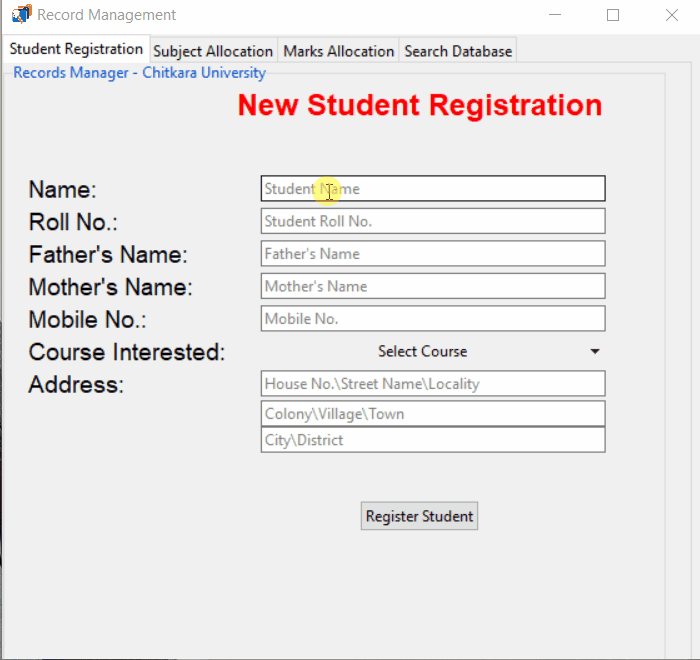 Record Management
Student Registration Subject Allocation Marks Allocation Search Database
Records Manager - Chitkara University
New Student Registration
Name: Student Name
Roll No.: Student Roll No.
Father's Name: Father's Name
Mother's Name: Mother's Name
Mobile No.: Mobile No.
Course Interested: Select Course
Address: House No.\Street Name\Locality
Colony\Village\Town
City\District
Register Student